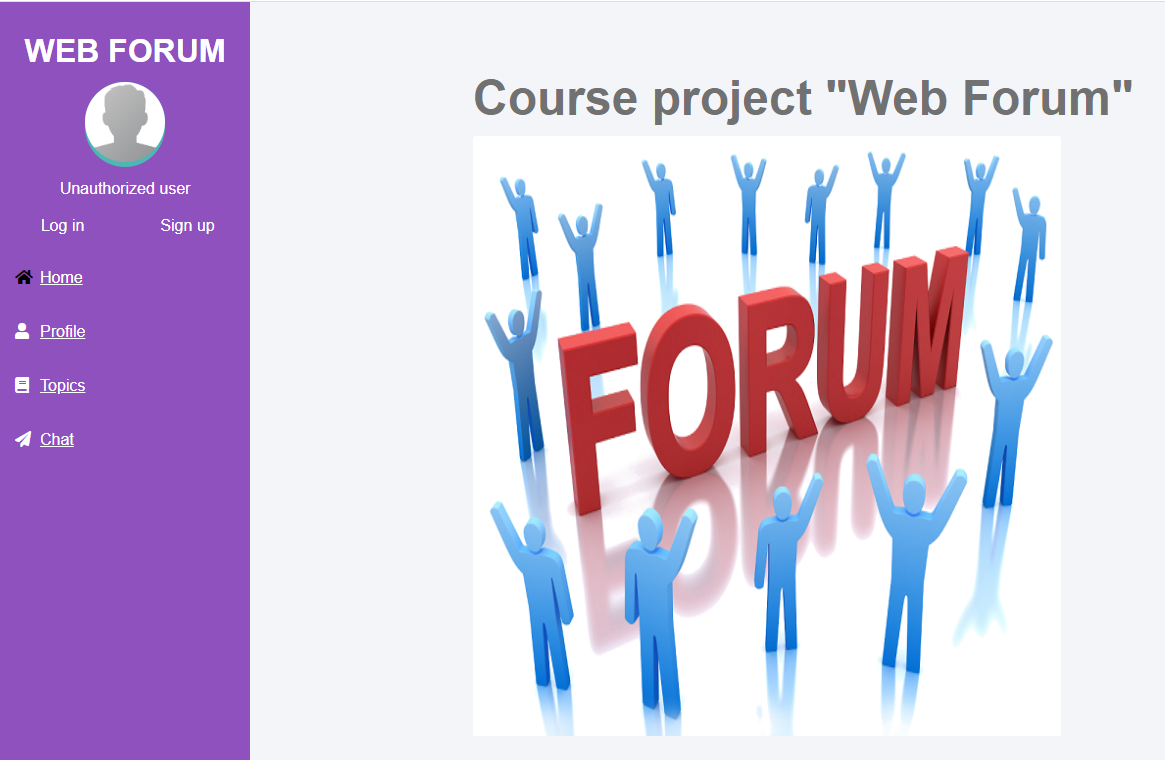 WEB FORUM
Unauthorized user
Log in Sign up
Home
Profile
Topics
Chat
Course project "Web Forum"
FORUM